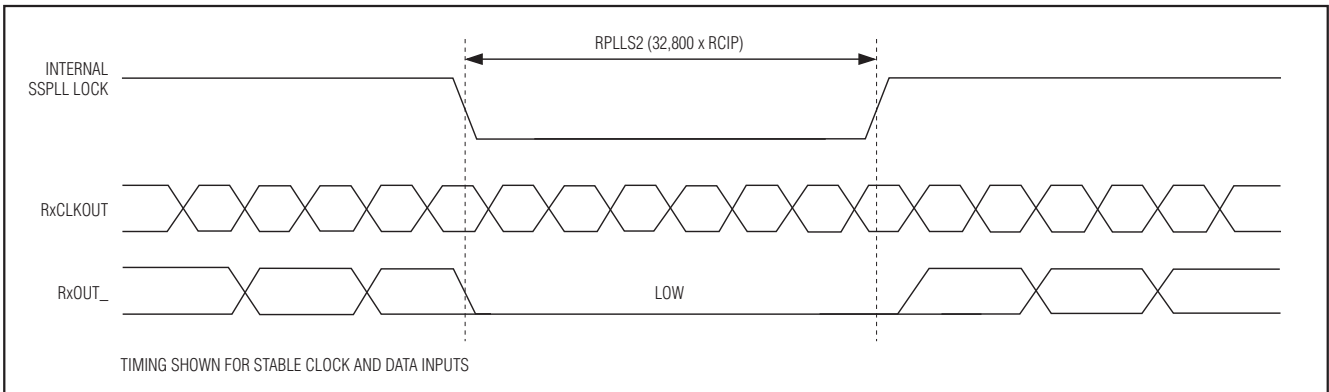 RPLLS2 (32,800 x RCIP)
INTERNAL
SSPLL LOCK
RxCLKOUT
RxOUT_
LOW
TIMING SHOWN FOR STABLE CLOCK AND DATA INPUTS